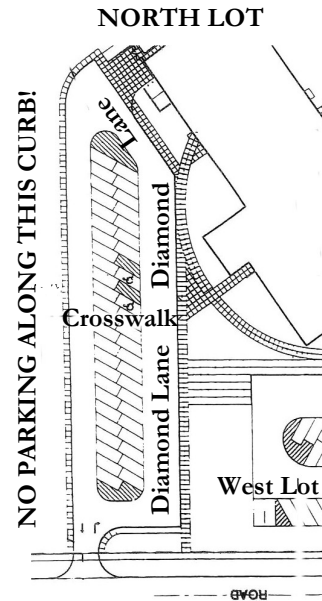 NORTH LOT
NO PARKING ALONG THIS CURB!
Diamond Lane
Crosswalk
Diamond Lane
West Lot
ROAD